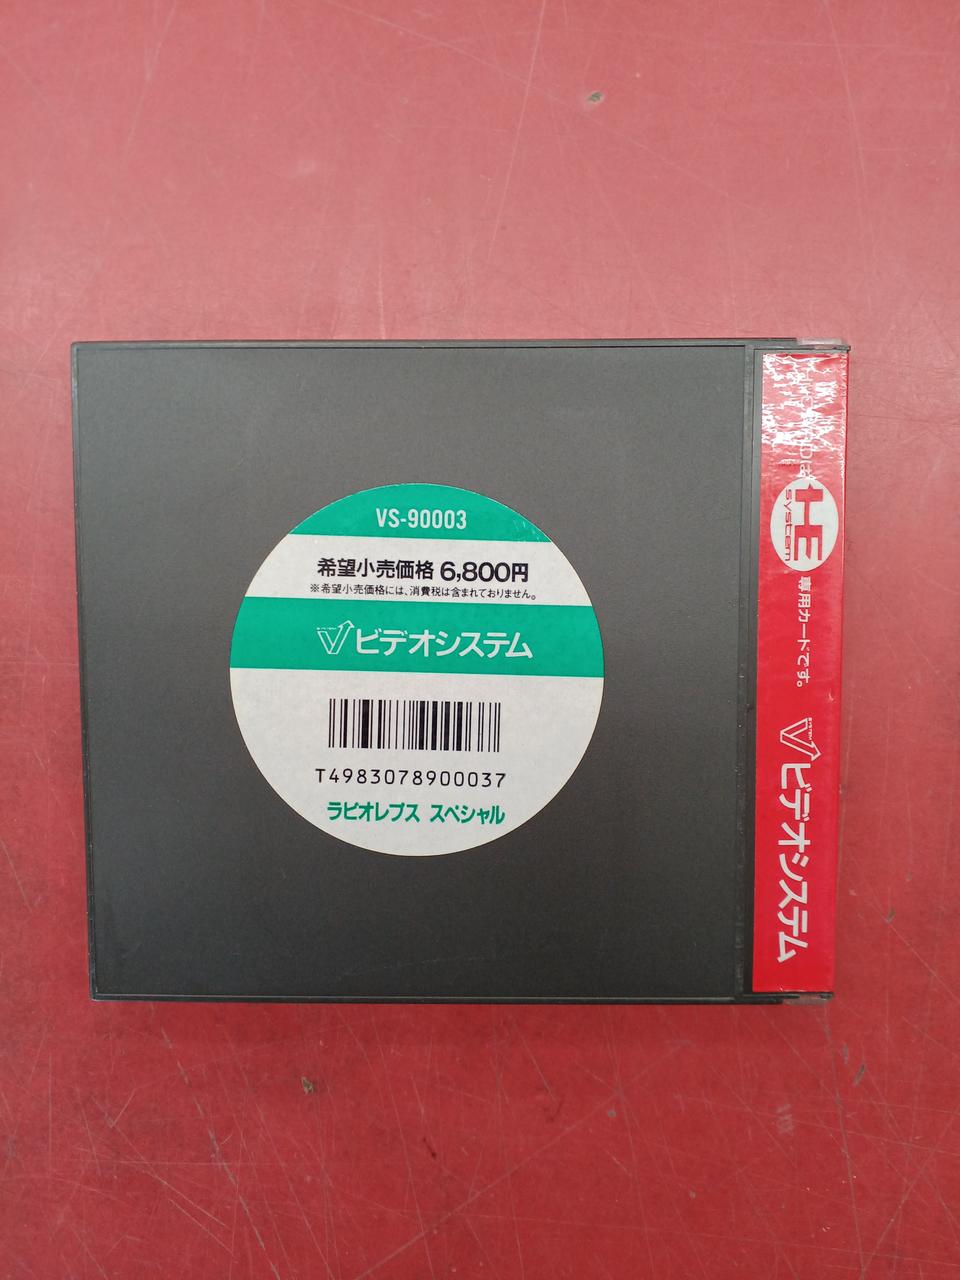 VS-90003
希望小売価格 6,800円
※希望小売価格には、消費税は含まれておりません。
ビデオシステム
T4983078900037
ラビオレプス スペシャル
HE
system
専用カードです。
ビデオシステム